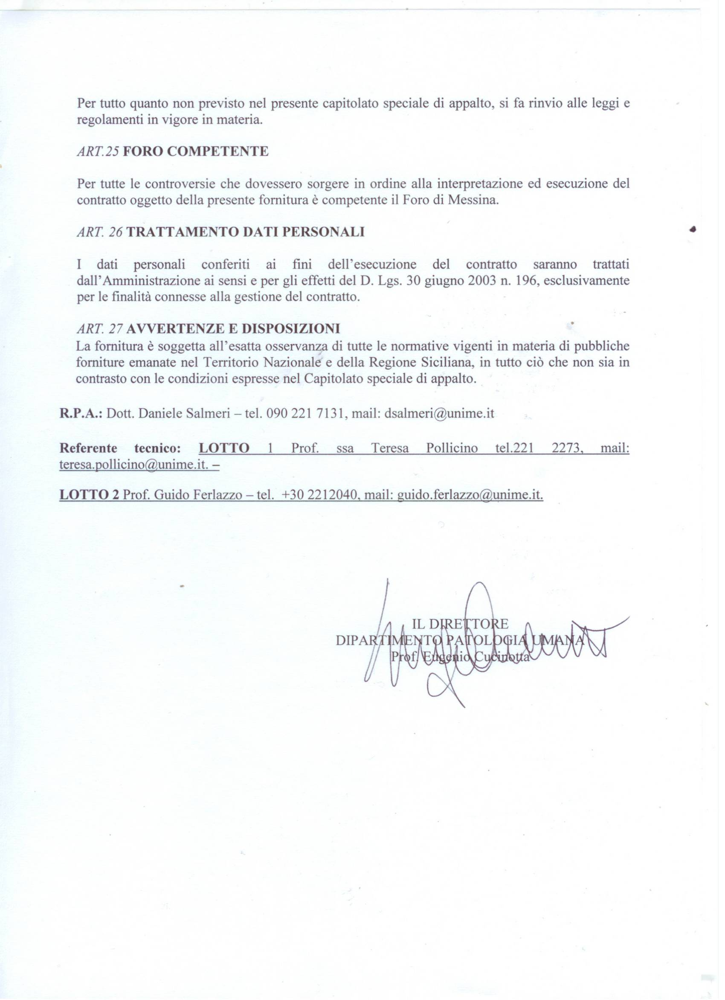 Per tutto quanto non previsto nel presente capitolato speciale di appalto, si fa rinvio alle leggi e
regolamenti in vigore in materia.
ART.25 FORO COMPETENTE
Per tutte le controversie che dovessero sorgere in ordine alla interpretazione ed esecuzione del
contratto oggetto della presente fornitura è competente il Foro di Messina.
ART. 26 TRATTAMENTO DATI PERSONALI
I dati personali conferiti ai fini dell'esecuzione del contratto saranno trattati
dall'Amministrazione ai sensi e per gli effetti del D. Lgs. 30 giugno 2003 n. 196, esclusivamente
per le finalità connesse alla gestione del contratto.
ART. 27 AVVERTENZE E DISPOSIZIONI
La fornitura è soggetta all'esatta osservanza di tutte le normative vigenti in materia di pubbliche
forniture emanate nel Territorio Nazionale e della Regione Siciliana, in tutto ciò che non sia in
contrasto con le condizioni espresse nel Capitolato speciale di appalto.
R.P.A.: Dott. Daniele Salmeri – tel. 090 221 7131, mail: dsalmeri@unime.it
Referente tecnico: LOTTO 1 Prof. ssa Teresa Pollicino tel.221 2273, mail:
teresa.pollicino@unime.it. –
LOTTO 2 Prof. Guido Ferlazzo – tel. +30 2212040, mail: guido.ferlazzo@unime.it.
IL DIRETTORE
DIPARTIMENTO PATOLOGIA UMANA
Prof. Eugenio Cucinotta